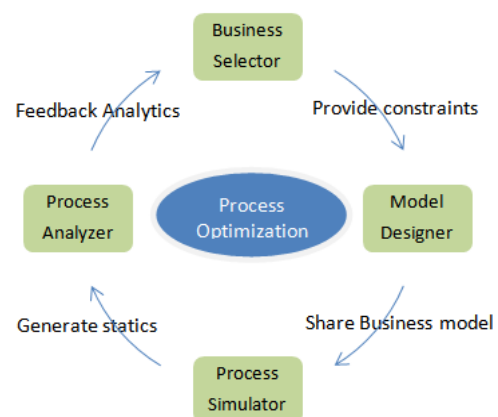 Business
Selector
Feedback Analytics
Provide constraints
Process
Analyzer
Process
Optimization
Model
Designer
Generate statics
Share Business model
Process
Simulator